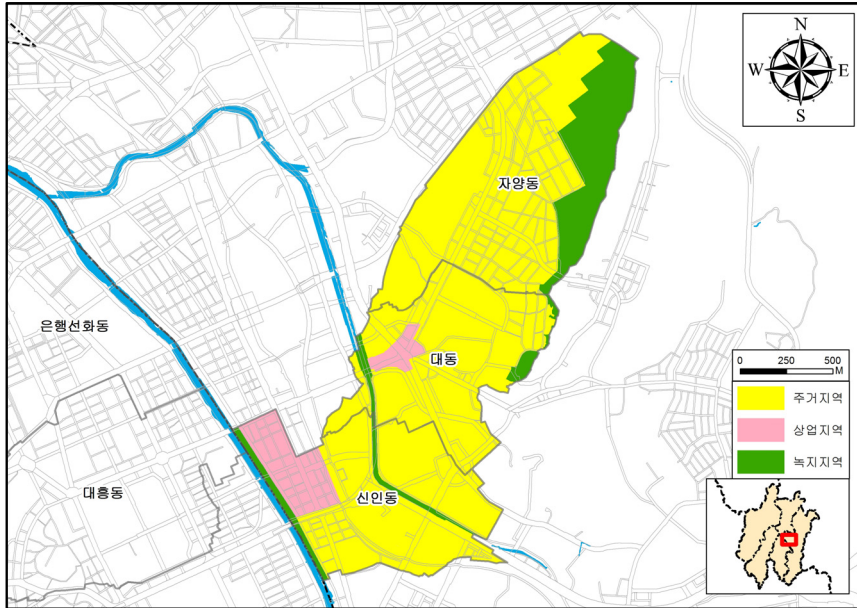 N
W
E
S
자양동
은행선화동
대동
0 250 500
M
주거지역
상업지역
녹지지역
대흥동
신인동